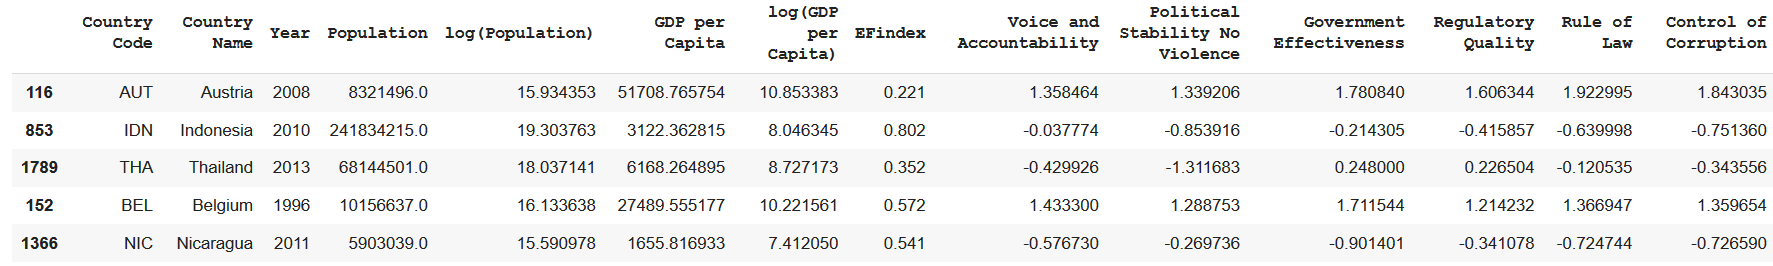 Country Code Country Name Year Population log(Population) GDP per Capita log(GDP per Capita) EFindex Voice and Accountability Political Stability No Violence Government Effectiveness Regulatory Quality Rule of Law Control of Corruption
116 AUT Austria 2008 8321496.0 15.934353 51708.765754 10.853383 0.221 1.358464 1.339206 1.780840 1.606344 1.922995 1.843035
853 IDN Indonesia 2010 241834215.0 19.303763 3122.362815 8.046345 0.802 -0.037774 -0.853916 -0.214305 -0.415857 -0.639998 -0.751360
1789 THA Thailand 2013 68144501.0 18.037141 6168.264895 8.727173 0.352 -0.429926 -1.311683 0.248000 0.226504 -0.120535 -0.343556
152 BEL Belgium 1996 10156637.0 16.133638 27489.555177 10.221561 0.572 1.433300 1.288753 1.711544 1.214232 1.366947 1.359654
1366 NIC Nicaragua 2011 5903039.0 15.590978 1655.816933 7.412050 0.541 -0.576730 -0.269736 -0.901401 -0.341078 -0.724744 -0.726590